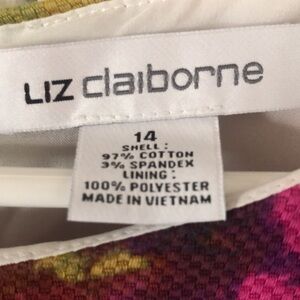 LIZ claiborne
14
SHELL:
97% COTTON
3% SPANDEX
LINING:
100% POLYESTER
MADE IN VIETNAM